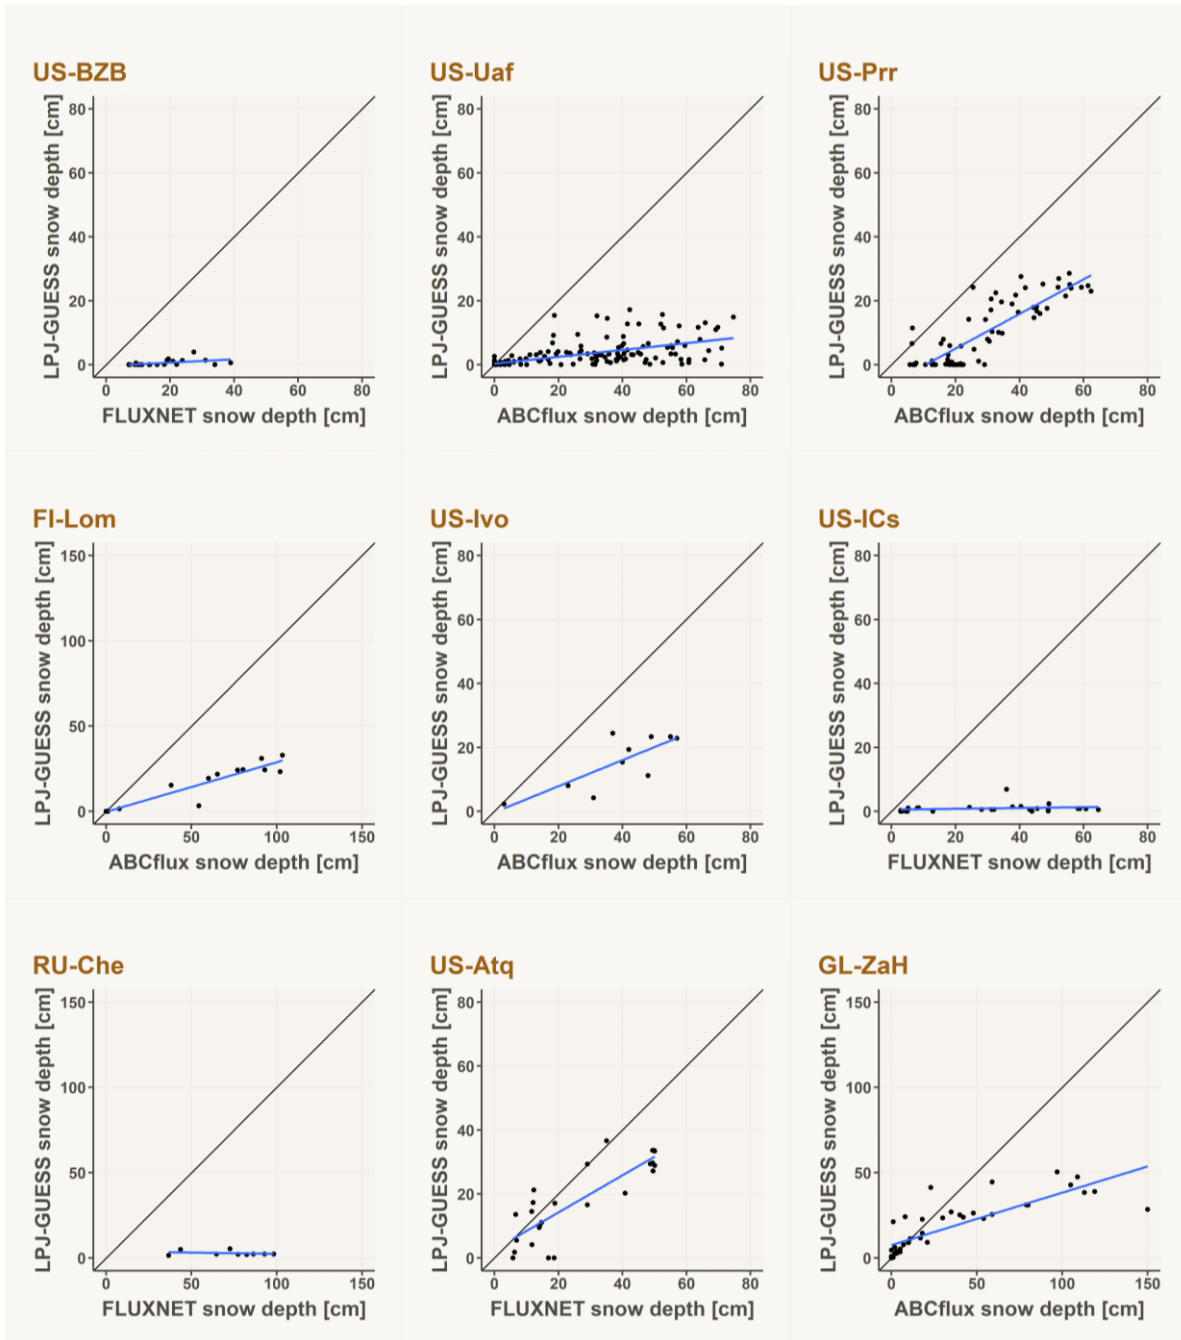 US-BZB
LPJ-GUESS snow depth [cm]
80
60
40
20
0
0 20 40 60 80
FLUXNET snow depth [cm]
US-Uaf
LPJ-GUESS snow depth [cm]
80
60
40
20
0
0 20 40 60 80
ABCflux snow depth [cm]
US-Prr
LPJ-GUESS snow depth [cm]
80
60
40
20
0
0 20 40 60 80
ABCflux snow depth [cm]
FI-Lom
LPJ-GUESS snow depth [cm]
150
100
50
0
0 50 100 150
ABCflux snow depth [cm]
US-Ivo
LPJ-GUESS snow depth [cm]
80
60
40
20
0
0 20 40 60 80
ABCflux snow depth [cm]
US-ICs
LPJ-GUESS snow depth [cm]
80
60
40
20
0
0 20 40 60 80
FLUXNET snow depth [cm]
RU-Che
LPJ-GUESS snow depth [cm]
150
100
50
0
0 50 100 150
FLUXNET snow depth [cm]
US-Atq
LPJ-GUESS snow depth [cm]
80
60
40
20
0
0 20 40 60 80
FLUXNET snow depth [cm]
GL-ZaH
LPJ-GUESS snow depth [cm]
150
100
50
0
0 50 100 150
ABCflux snow depth [cm]